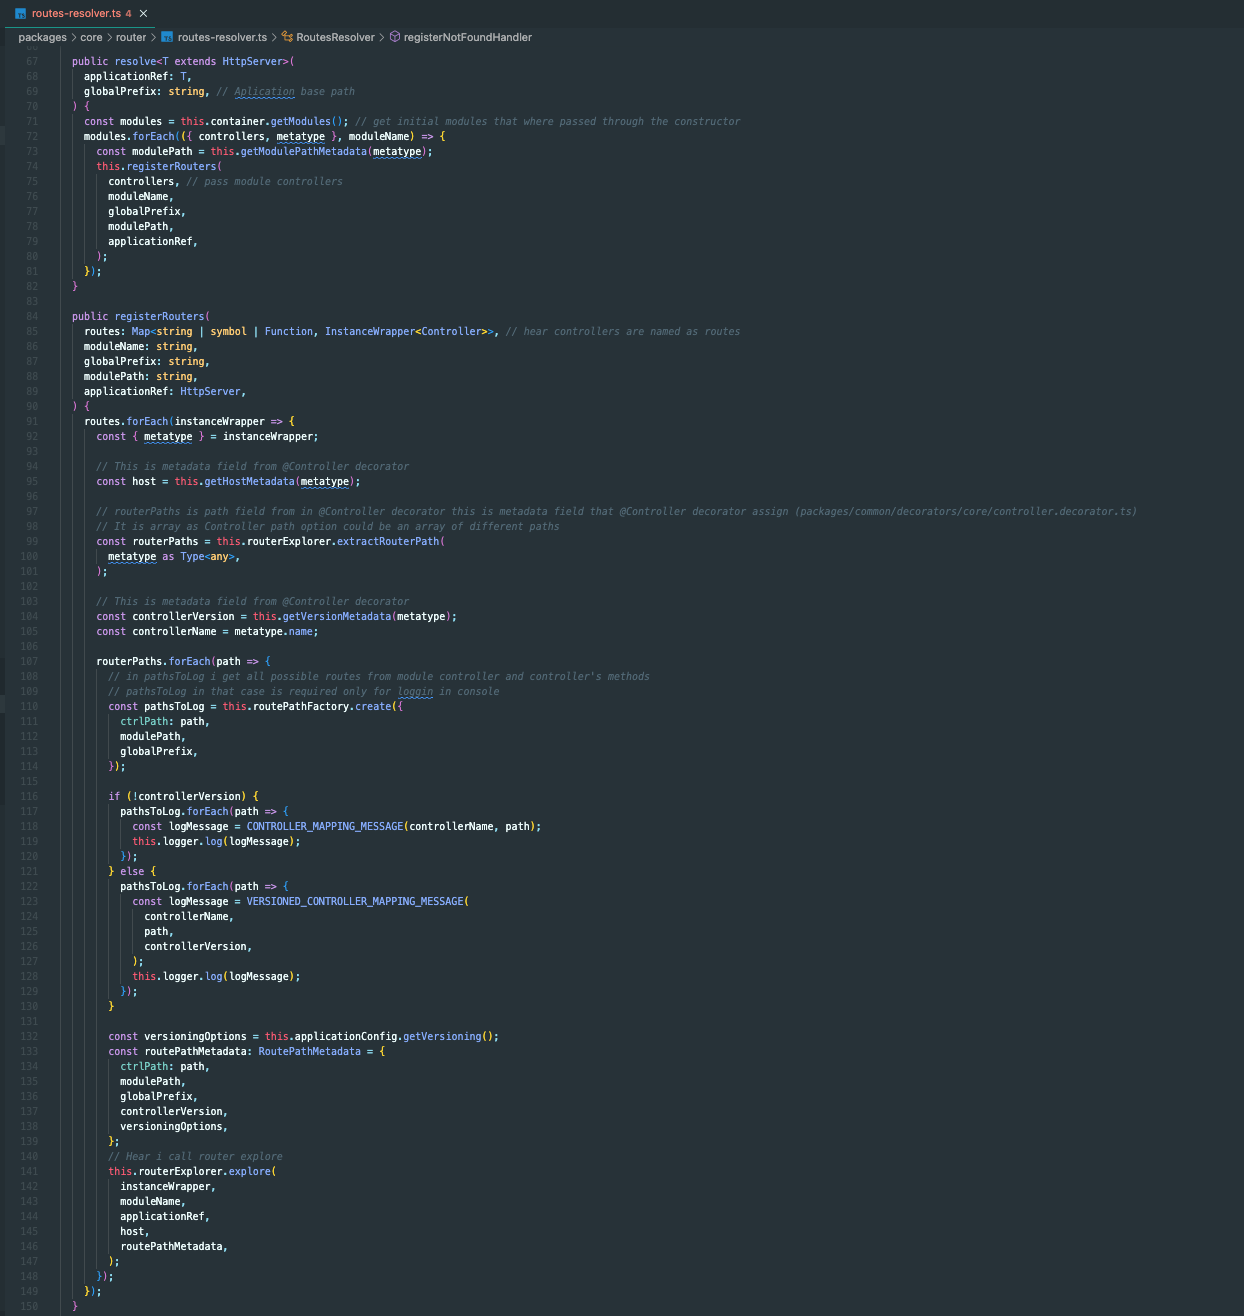 routes-resolver.ts 4 ×
packages > core > router > routes-resolver.ts > RoutesResolver > registerNotFoundHandler
66
67 public resolve<T extends HttpServer>(
68 applicationRef: T,
69 globalPrefix: string, // Aplication base path
70 ) {
71 const modules = this.container.getModules(); // get initial modules that where passed through the constructor
72 modules.forEach(({ controllers, metatype }, moduleName) => {
73 const modulePath = this.getModulePathMetadata(metatype);
74 this.registerRouters(
75 controllers, // pass module controllers
76 moduleName,
77 globalPrefix,
78 modulePath,
79 applicationRef,
80 );
81 });
82 }
83
84 public registerRouters(
85 routes: Map<string | symbol | Function, InstanceWrapper<Controller>>, // hear controllers are named as routes
86 moduleName: string,
87 globalPrefix: string,
88 modulePath: string,
89 applicationRef: HttpServer,
90 ) {
91 routes.forEach(instanceWrapper => {
92 const { metatype } = instanceWrapper;
93
94 // This is metadata field from @Controller decorator
95 const host = this.getHostMetadata(metatype);
96
97 // routerPaths is path field from in @Controller decorator this is metadata field that @Controller decorator assign (packages/common/decorators/core/controller.decorator.ts)
98 // It is array as Controller path option could be an array of different paths
99 const routerPaths = this.routerExplorer.extractRouterPath(
100 metatype as Type<any>,
101 );
102
103 // This is metadata field from @Controller decorator
104 const controllerVersion = this.getVersionMetadata(metatype);
105 const controllerName = metatype.name;
106
107 routerPaths.forEach(path => {
108 // in pathsToLog i get all possible routes from module controller and controller's methods
109 // pathsToLog in that case is required only for loggin in console
110 const pathsToLog = this.routePathFactory.create({
111 ctrlPath: path,
112 modulePath,
113 globalPrefix,
114 });
115
116 if (!controllerVersion) {
117 pathsToLog.forEach(path => {
118 const logMessage = CONTROLLER_MAPPING_MESSAGE(controllerName, path);
119 this.logger.log(logMessage);
120 });
121 } else {
122 pathsToLog.forEach(path => {
123 const logMessage = VERSIONED_CONTROLLER_MAPPING_MESSAGE(
124 controllerName,
125 path,
126 controllerVersion,
127 );
128 this.logger.log(logMessage);
129 });
130 }
131
132 const versioningOptions = this.applicationConfig.getVersioning();
133 const routePathMetadata: RoutePathMetadata = {
134 ctrlPath: path,
135 modulePath,
136 globalPrefix,
137 controllerVersion,
138 versioningOptions,
139 };
140 // Hear i call router explore
141 this.routerExplorer.explore(
142 instanceWrapper,
143 moduleName,
144 applicationRef,
145 host,
146 routePathMetadata,
147 );
148 });
149 });
150 }